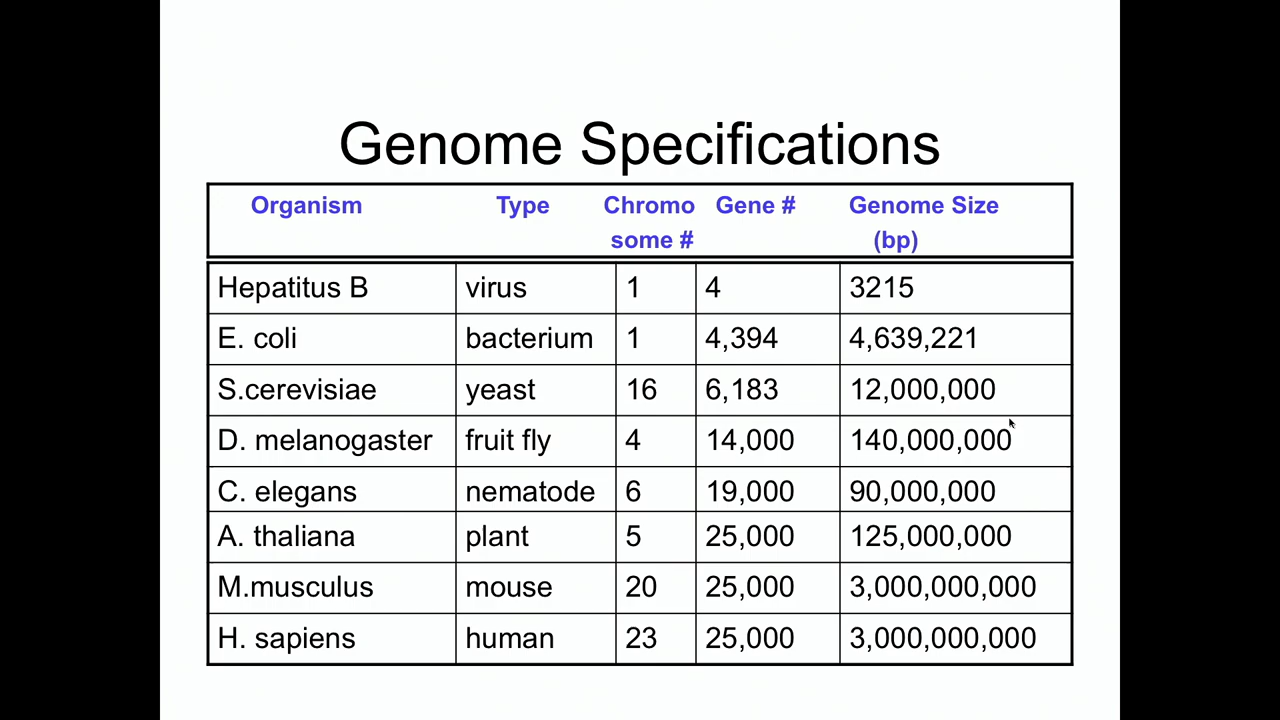 Genome Specifications
Organism Type Chromo Gene # Genome Size
some # (bp)
Hepatitus B virus 1 4 3215
E. coli bacterium 1 4,394 4,639,221
S.cerevisiae yeast 16 6,183 12,000,000
D. melanogaster fruit fly 4 14,000 140,000,000
C. elegans nematode 6 19,000 90,000,000
A. thaliana plant 5 25,000 125,000,000
M.musculus mouse 20 25,000 3,000,000,000
H. sapiens human 23 25,000 3,000,000,000